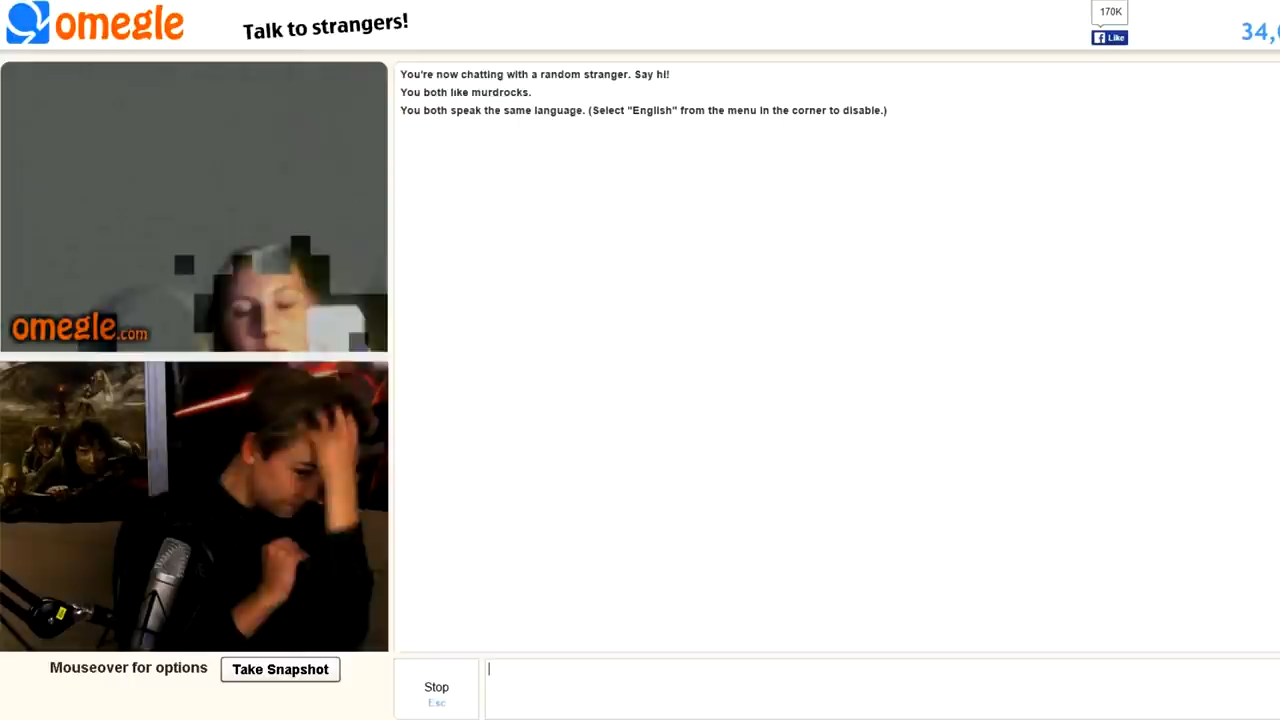 omegle
Talk to strangers!
170K
Like
You're now chatting with a random stranger. Say hi!
You both like murdrocks.
You both speak the same language. (Select "English" from the menu in the corner to disable.)
omegle.com
Mouseover for options
Take Snapshot
Stop
Esc